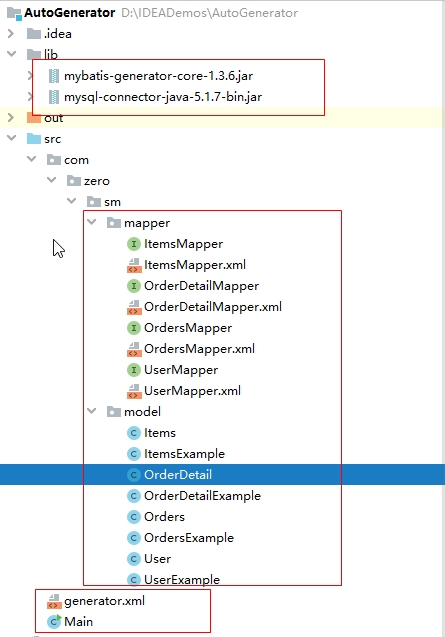 AutoGenerator D:\IDEADemos\AutoGenerator
.idea
lib
mybatis-generator-core-1.3.6.jar
mysql-connector-java-5.1.7-bin.jar
out
src
com
zero
sm
mapper
I ItemsMapper
ItemsMapper.xml
I OrderDetailMapper
OrderDetailMapper.xml
I OrdersMapper
OrdersMapper.xml
I UserMapper
UserMapper.xml
model
C Items
C ItemsExample
C OrderDetail
C OrderDetailExample
C Orders
C OrdersExample
C User
C UserExample
generator.xml
C Main